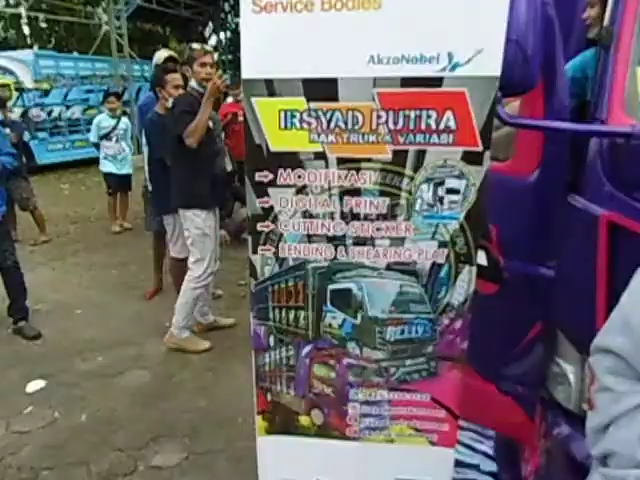 Service Bodies
AkzoNobel
IRSYAD PUTRA
BAK TRUK & VARIASI
MODIFIKASI
DIGITAL PRINT
CUTTING STICKER
BENDING & SHEARING PLAT